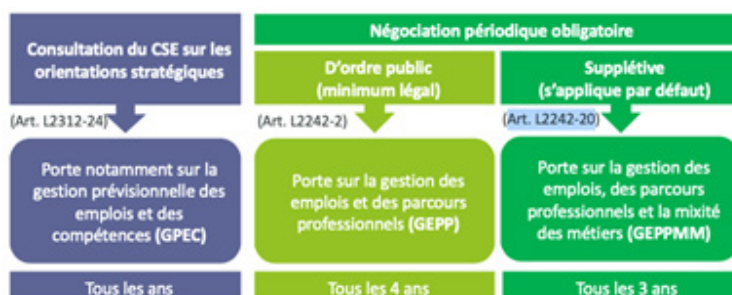 Consultation du CSE sur les
orientations stratégiques
Négociation périodique obligatoire
D'ordre public
(minimum légal)
Supplétive
(s'applique par défaut)
(Art. L2312-24)
(Art. L2242-2)
(Art. L2242-20)
Porte notamment sur la
gestion prévisionnelle des
emplois et des
compétences (GPEC)
Porte sur la gestion des
emplois et des parcours
professionnels (GEPP)
Porte sur la gestion des
emplois, des parcours
professionnels et la mixité
des métiers (GEPPMM)
Tous les ans
Tous les 4 ans
Tous les 3 ans